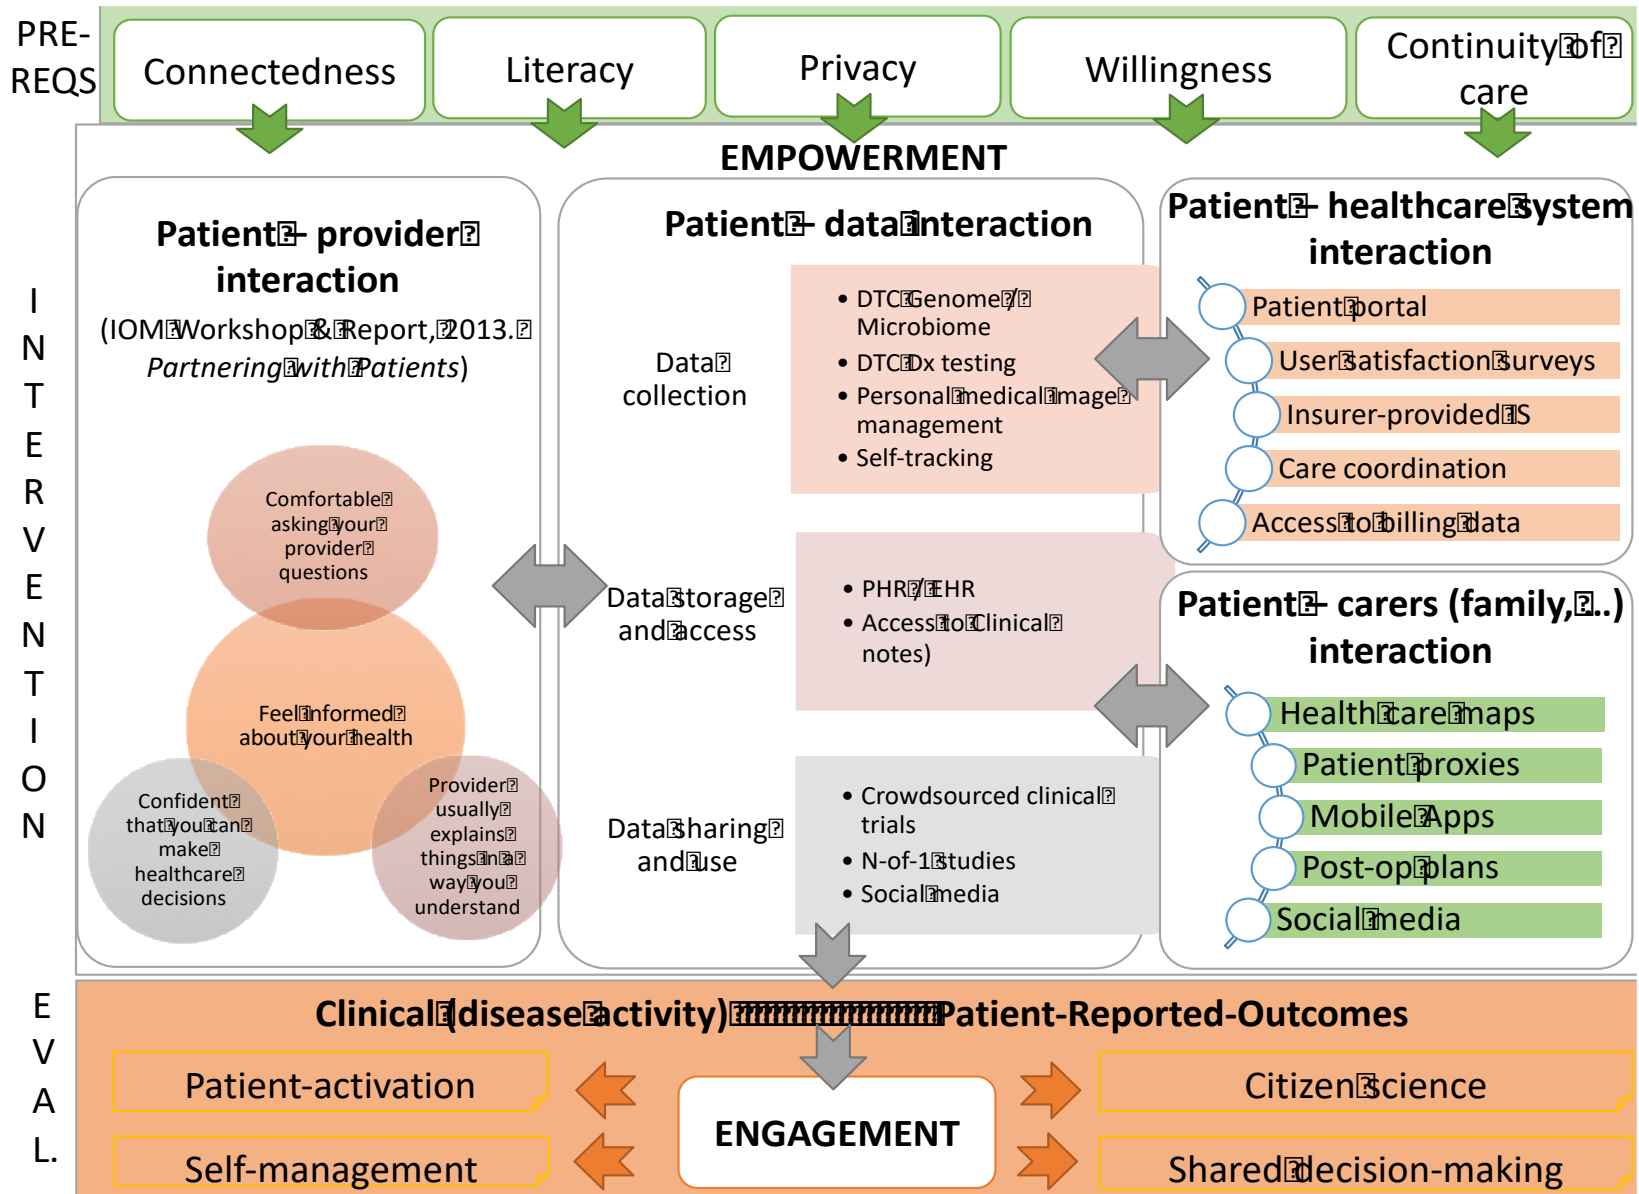 PRE-
REQS
Connectedness
Literacy
Privacy
Willingness
Continuity of
care
EMPOWERMENT
I
N
T
E
R
V
E
N
T
I
O
N
Patient – provider
interaction
(IOM Workshop & Report, 2013.
Partnering with Patients)
Comfortable
asking your
provider
questions
Feel informed
about your health
Confident
that you can
make
healthcare
decisions
Provider
usually
explains
things in a
way you
understand
Patient – data interaction
Data
collection
• DTC Genome /
Microbiome
• DTC Dx testing
• Personal medical image
management
• Self-tracking
Data storage
and access
• PHR / EHR
• Access to Clinical
notes)
Data sharing
and use
• Crowdsourced clinical
trials
• N-of-1 studies
• Social media
Patient – healthcare system
interaction
Patient portal
User satisfaction surveys
Insurer-provided IS
Care coordination
Access to billing data
Patient – carers (family, …)
interaction
Health care maps
Patient proxies
Mobile Apps
Post-op plans
Social media
E
V
A
L.
Clinical (disease activity) Patient-Reported-Outcomes
Patient-activation
Self-management
ENGAGEMENT
Citizen science
Shared decision-making